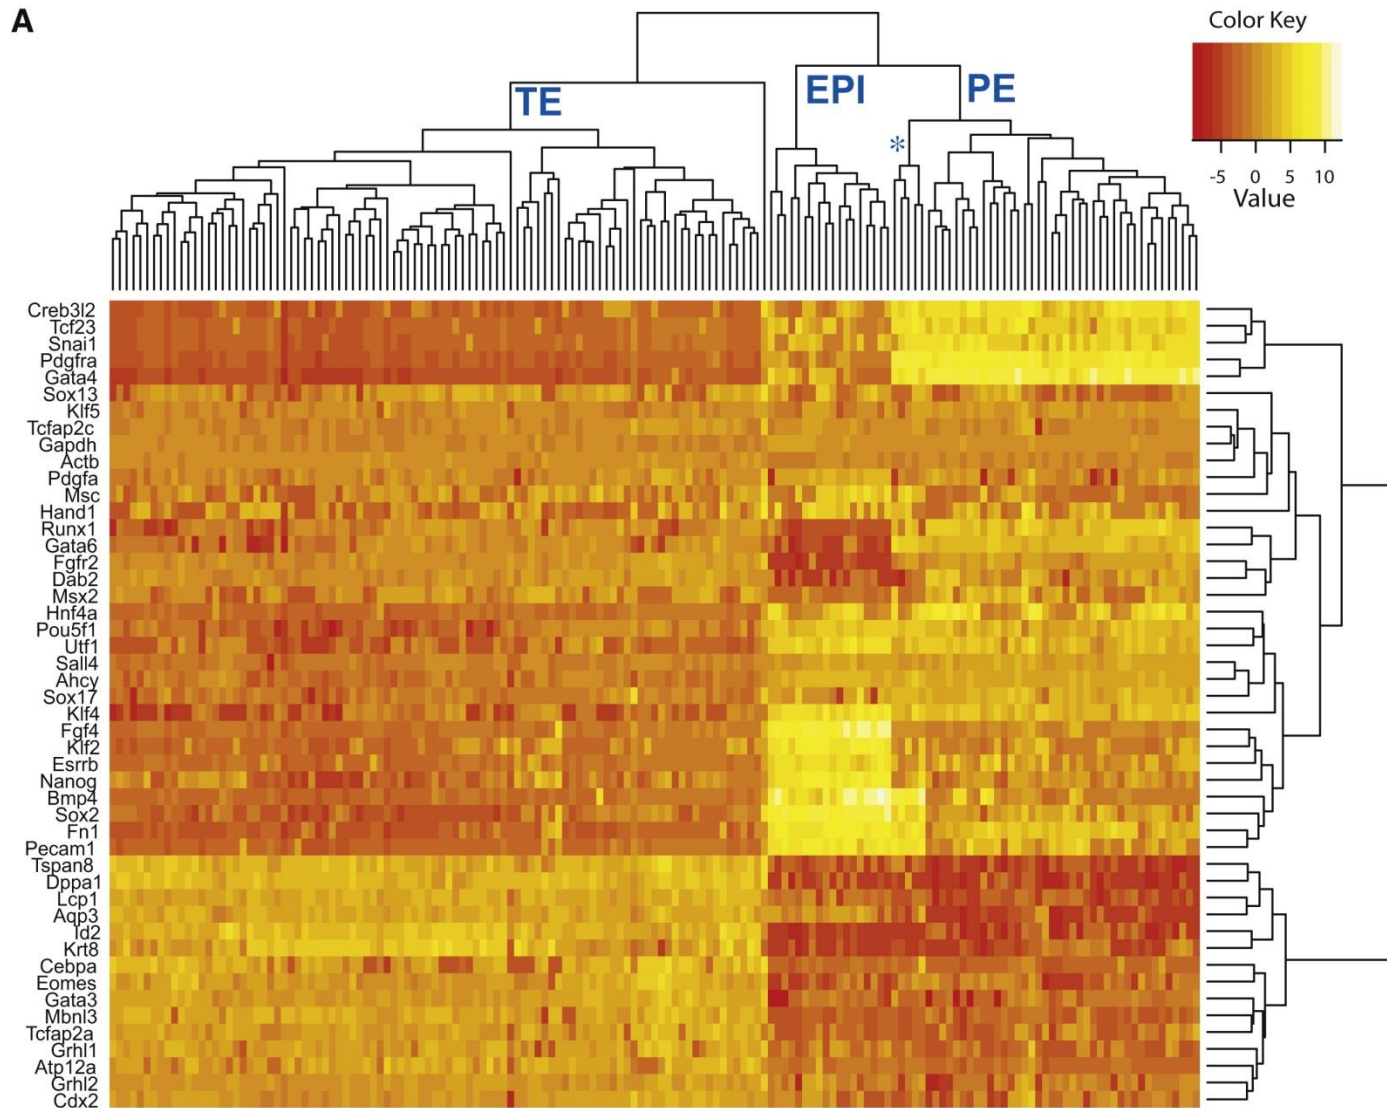 A
Color Key
TE
EPI
PE
*
-5 0 5 10
Value
Creb3l2
Tcf23
Snai1
Pdgfra
Gata4
Sox13
Klf5
Tcfap2c
Gapdh
Actb
Pdgfa
Msc
Hand1
Runx1
Gata6
Fgfr2
Dab2
Msx2
Hnf4a
Pou5f1
Utf1
Sall4
Ahcy
Sox17
Klf4
Fgf4
Klf2
Esrrb
Nanog
Bmp4
Sox2
Fn1
Pecam1
Tspan8
Dppa1
Lcp1
Aqp3
Id2
Krt8
Cebpa
Eomes
Gata3
Mbnl3
Tcfap2a
Grhl1
Atp12a
Grhl2
Cdx2